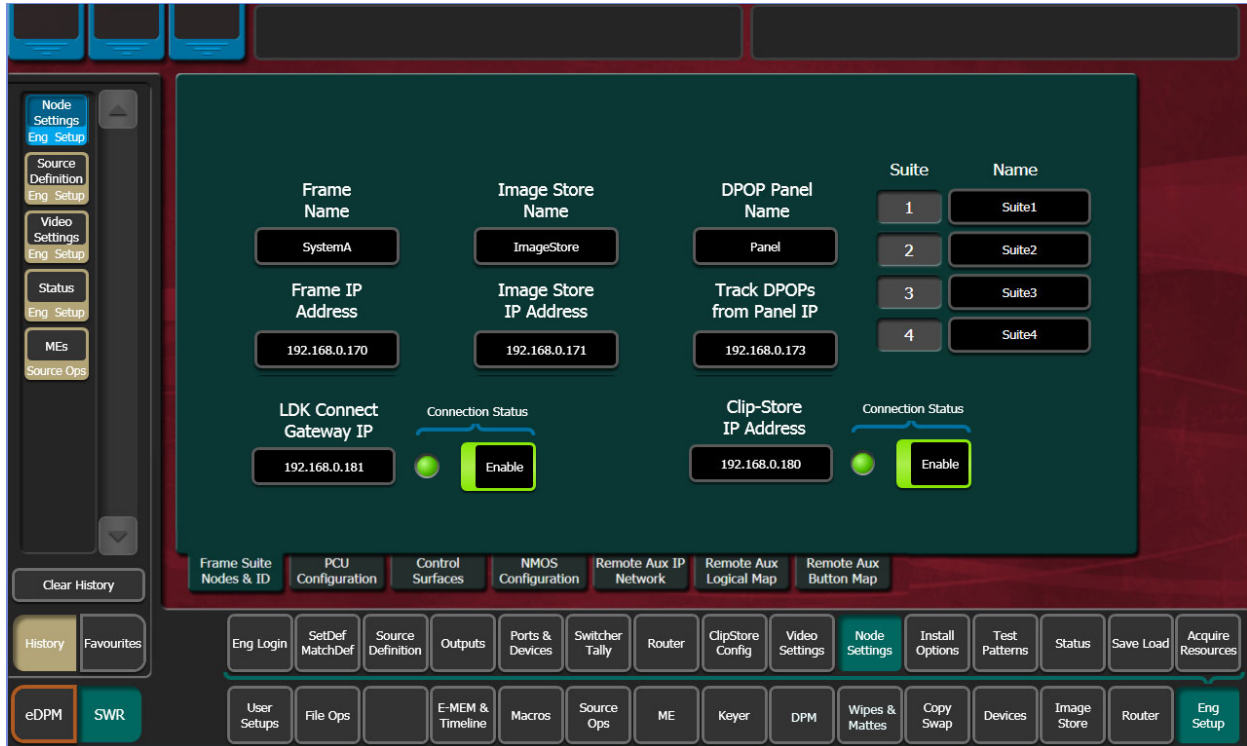 Node
Settings
Eng Setup
Source
Definition
Eng Setup
Video
Settings
Eng Setup
Status
Eng Setup
MEs
Source Ops
Clear History
History
Favourites
eDPM
SWR
Frame
Name
SystemA
Image Store
Name
ImageStore
DPOP Panel
Name
Panel
Suite
Name
1
Suite1
2
Suite2
3
Suite3
4
Suite4
Frame IP
Address
192.168.0.170
Image Store
IP Address
192.168.0.171
Track DPOPs
from Panel IP
192.168.0.173
LDK Connect
Gateway IP
192.168.0.181
Connection Status
Enable
Clip-Store
IP Address
192.168.0.180
Connection Status
Enable
Frame Suite
Nodes & ID
PCU
Configuration
Control
Surfaces
NMOS
Configuration
Remote Aux IP
Network
Remote Aux
Logical Map
Remote Aux
Button Map
Eng Login
SetDef
MatchDef
Source
Definition
Outputs
Ports &
Devices
Switcher
Tally
Router
ClipStore
Config
Video
Settings
Node
Settings
Install
Options
Test
Patterns
Status
Save Load
Acquire
Resources
User
Setups
File Ops
E-MEM &
Timeline
Macros
Source
Ops
ME
Keyer
DPM
Wipes &
Mattes
Copy
Swap
Devices
Image
Store
Router
Eng
Setup